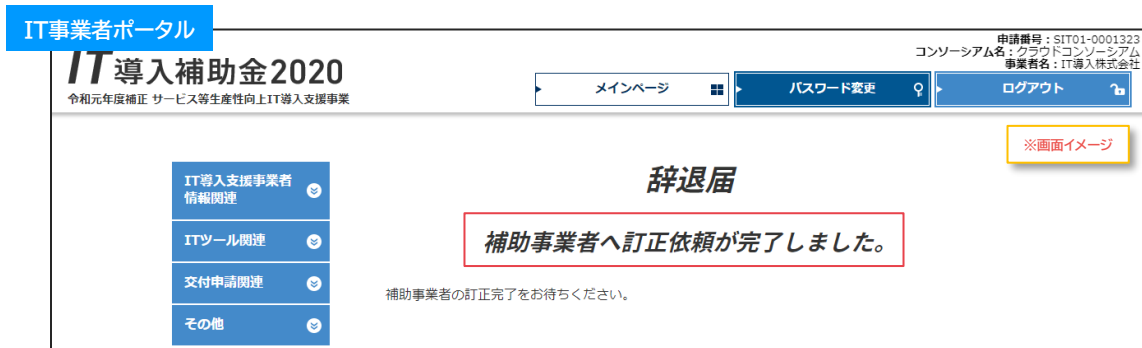 IT事業者ポータル
申請番号：SIT01-0001323
コンソーシアム名：クラウドコンソーシアム
事業者名：IT導入株式会社
IT導入補助金2020
令和元年度補正 サービス等生産性向上IT導入支援事業
メインページ
パスワード変更
ログアウト
※画面イメージ
IT導入支援事業者
情報関連
ITツール関連
交付申請関連
その他
辞退届
補助事業者へ訂正依頼が完了しました。
補助事業者の訂正完了をお待ちください。